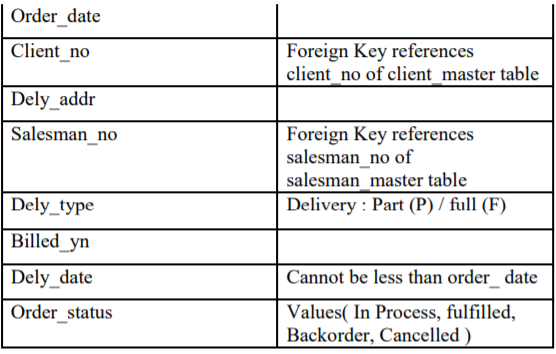 Order_date
Client_no
Foreign Key references
client_no of client_master table
Dely_addr
Salesman_no
Foreign Key references
salesman_no of
salesman_master table
Dely_type
Delivery : Part (P) / full (F)
Billed_yn
Dely_date
Cannot be less than order_ date
Order_status
Values( In Process, fulfilled,
Backorder, Cancelled )